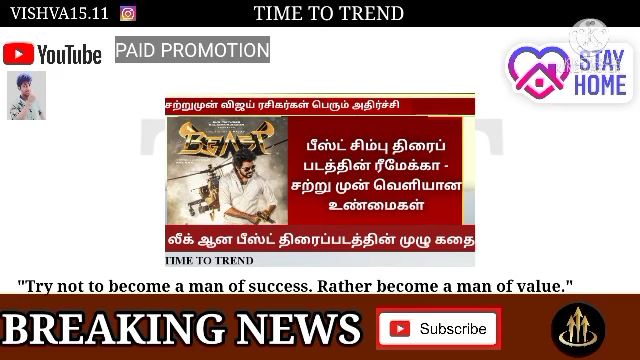 VISHVA15.11
TIME TO TREND
YouTube
PAID PROMOTION
STAY
HOME
சற்றுமுன் விஜய் ரசிகர்கள் பெரும் அதிர்ச்சி
BEAST
பீஸ்ட் சிம்பு திரைப்
படத்தின் ரீமேக்கா -
சற்று முன் வெளியான
உண்மைகள்
லீக் ஆன பீஸ்ட் திரைப்படத்தின் முழு கதை
TIME TO TREND
"Try not to become a man of success. Rather become a man of value."
BREAKING NEWS
Subscribe